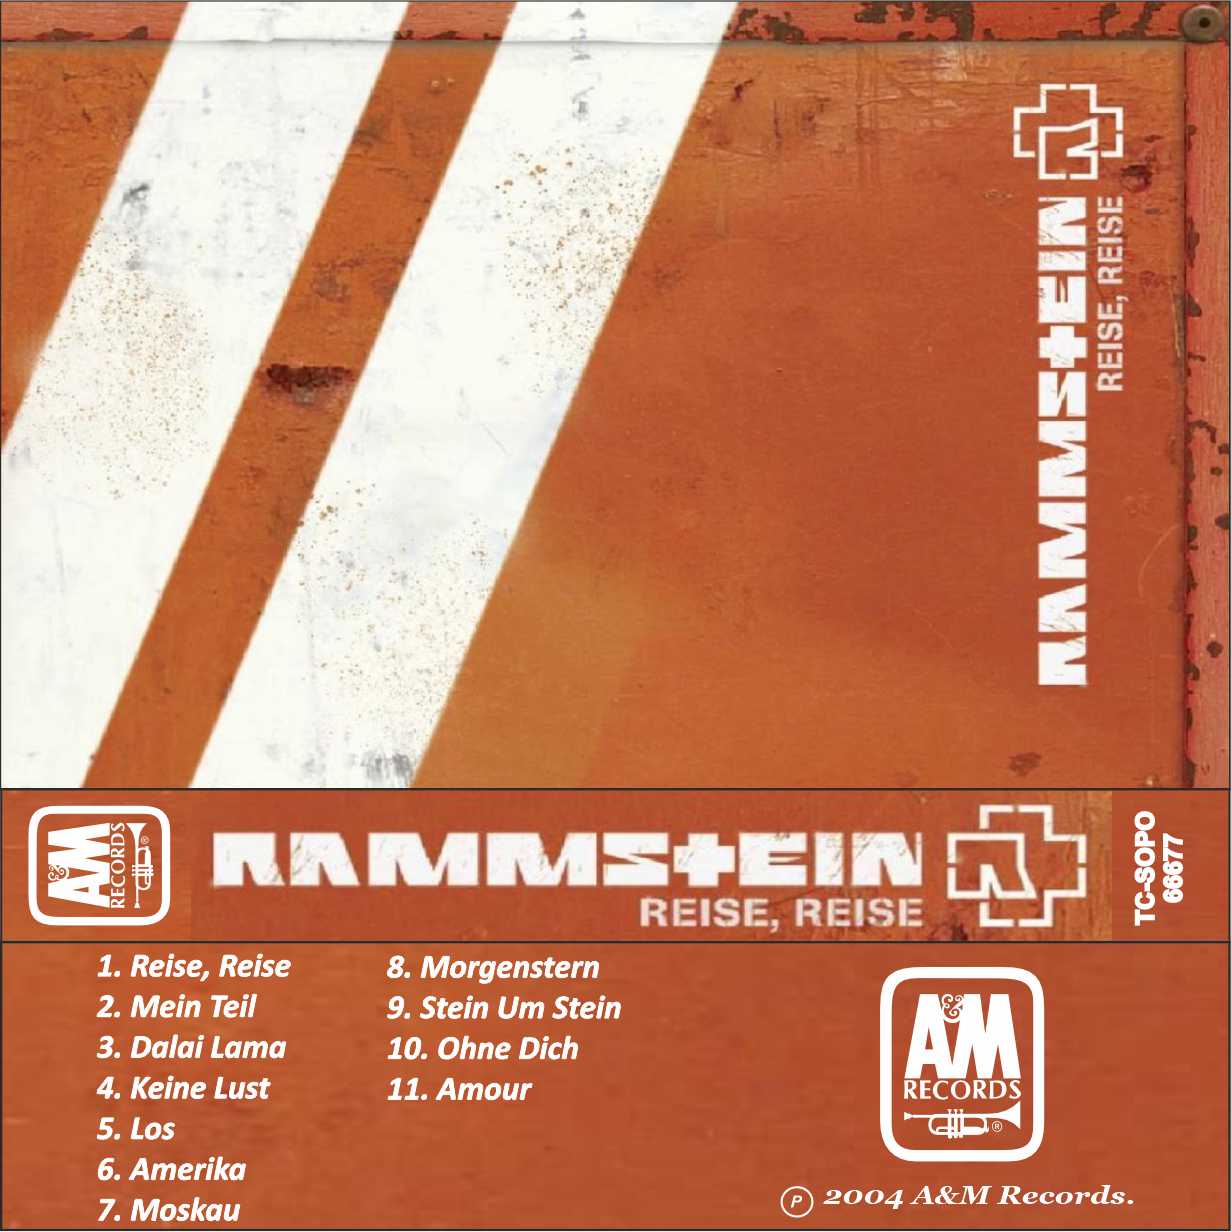 RAMMSTEIN
REISE, REISE
A&M
RECORDS
®
RAMMSTEIN
REISE, REISE
TC-SOPO
66677
1. Reise, Reise
2. Mein Teil
3. Dalai Lama
4. Keine Lust
5. Los
6. Amerika
7. Moskau
8. Morgenstern
9. Stein Um Stein
10. Ohne Dich
11. Amour
A&M
RECORDS
®
℗ 2004 A&M Records.